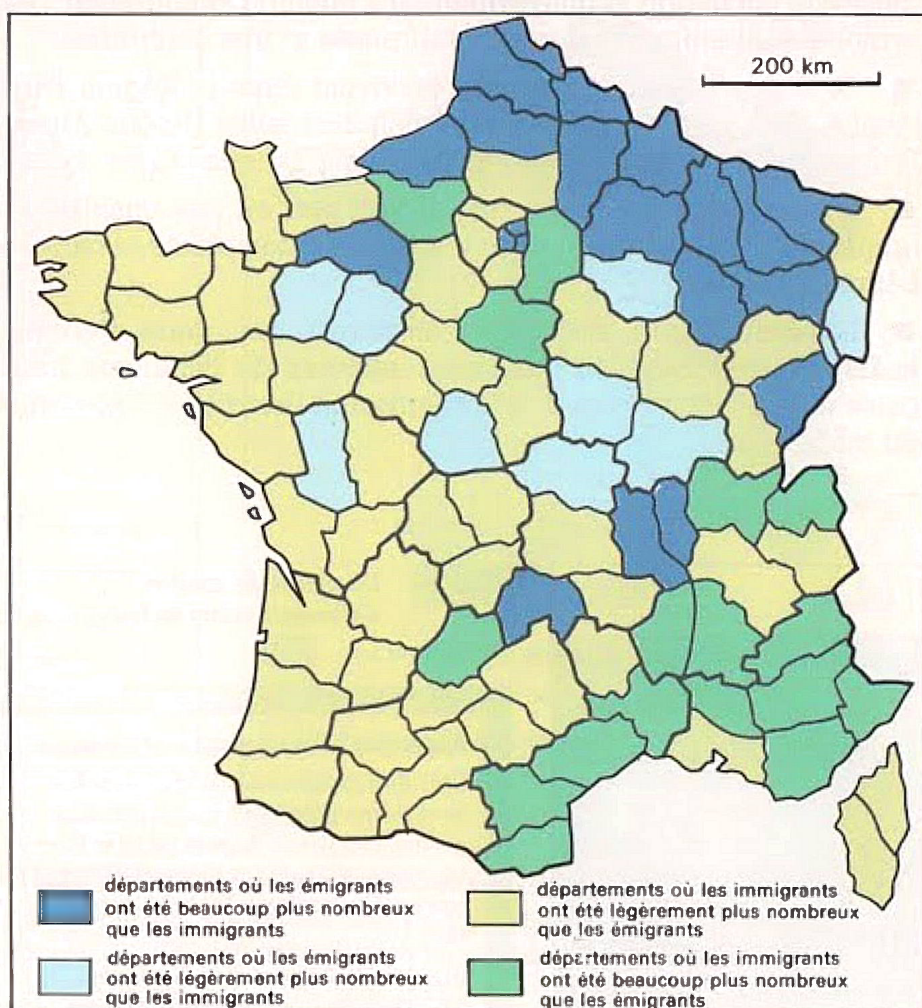 200 km
départements où les émigrants
ont été beaucoup plus nombreux
que les immigrants
départements où les émigrants
ont été légèrement plus nombreux
que les immigrants
départements où les immigrants
ont été lègèrement plus nombreux
que les émigrants
départements où les immigrants
ont été beaucoup plus nombreux
que les émigrants